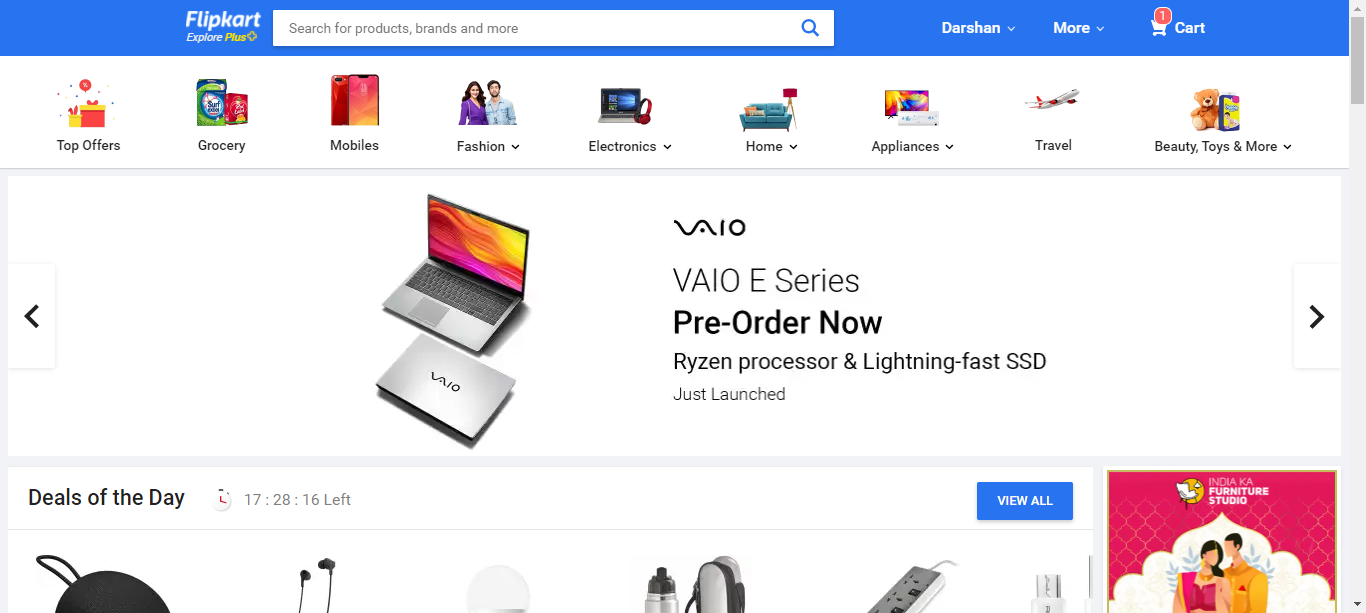 Flipkart
Explore Plus
Search for products, brands and more
Darshan
More
1
Cart
Top Offers
Grocery
Mobiles
Fashion
Electronics
Home
Appliances
Travel
Beauty, Toys & More
VAIO
VAIO E Series
Pre-Order Now
Ryzen processor & Lightning-fast SSD
Just Launched
VAIO
Deals of the Day
17 : 28 : 16 Left
VIEW ALL
INDIA KA
FURNITURE
STUDIO